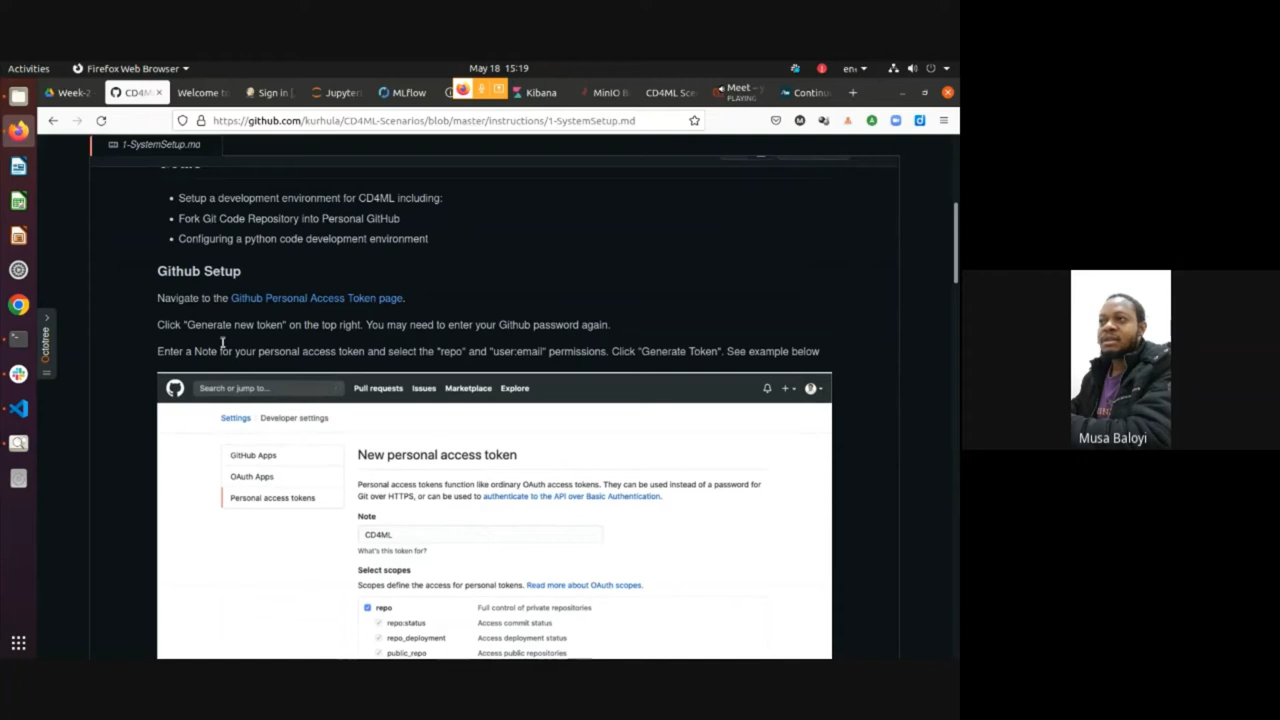 Activities
Firefox Web Browser
May 18 15:19
en
Week-2
CD4M
Welcome to
Sign in
Jupyter
MLflow
Kibana
MinIO B
CD4ML Sce
Meet –
PLAYING
Continu
https://github.com/kurhula/CD4ML-Scenarios/blob/master/instructions/1-SystemSetup.md
1-SystemSetup.md
Setup a development environment for CD4ML including:
Fork Git Code Repository into Personal GitHub
Configuring a python code development environment
Github Setup
Navigate to the Github Personal Access Token page.
Click "Generate new token" on the top right. You may need to enter your Github password again.
Enter a Note for your personal access token and select the "repo" and "user:email" permissions. Click "Generate Token". See example below
Octotree
Search or jump to...
Pull requests
Issues
Marketplace
Explore
Settings
Developer settings
GitHub Apps
OAuth Apps
Personal access tokens
New personal access token
Personal access tokens function like ordinary OAuth access tokens. They can be used instead of a password for
Git over HTTPS, or can be used to authenticate to the API over Basic Authentication.
Note
CD4ML
What's this token for?
Select scopes
Scopes define the access for personal tokens. Read more about OAuth scopes.
repo Full control of private repositories
repo:status Access commit status
repo_deployment Access deployment status
public_repo Access public repositories
Musa Baloyi